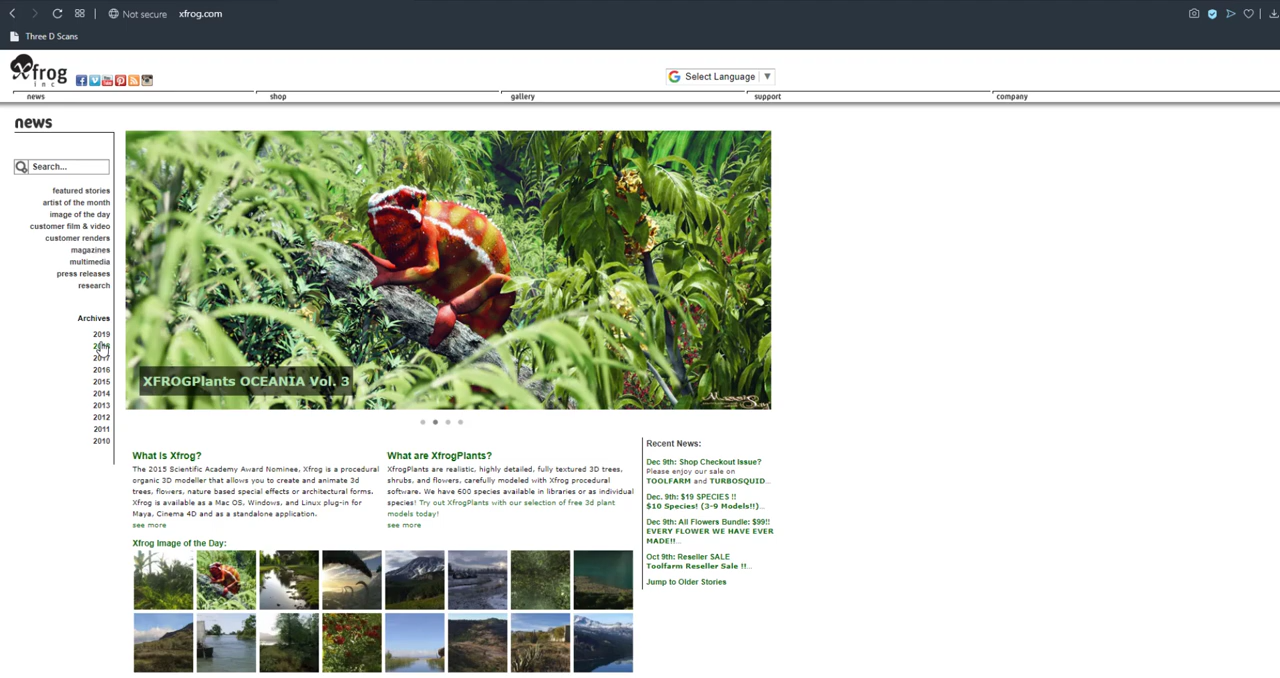 Not secure
xfrog.com
Three D Scans
Xfrog
Inc
Select Language
news
shop
gallery
support
company
news
Search...
featured stories
artist of the month
image of the day
customer film & video
customer renders
magazines
multimedia
press releases
research
Archives
2019
2017
2016
2015
2014
2013
2012
2011
2010
XFROGPlants OCEANIA Vol. 3
What is Xfrog?
The 2015 Scientific Academy Award Nominee, Xfrog is a procedural
organic 3D modeller that allows you to create and animate 3d
trees, flowers, nature based special effects or architectural forms.
Xfrog is available as a Mac OS, Windows, and Linux plug-in for
Maya, Cinema 4D and as a standalone application.
see more
What are XfrogPlants?
XfrogPlants are realistic, highly detailed, fully textured 3D trees,
shrubs, and flowers, carefully modeled with Xfrog procedural
software. We have 600 species available in libraries or as individual
species! Try out XfrogPlants with our selection of free 3d plant
models today!
see more
Xfrog Image of the Day:
Recent News:
Dec 9th: Shop Checkout Issue?
Please enjoy our sale on
TOOLFARM and TURBOSQUID...
Dec. 9th: $19 SPECIES !!
$10 Species! (3-9 Models!!)...
Dec 9th: All Flowers Bundle: $99!!
EVERY FLOWER WE HAVE EVER
MADE!!...
Oct 9th: Reseller SALE
Toolfarm Reseller Sale !!...
Jump to Older Stories